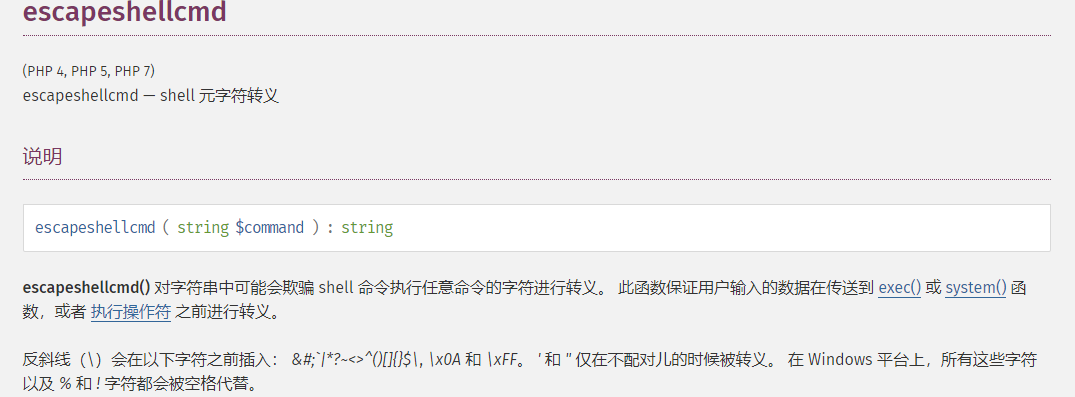 escapeshellcmd
(PHP 4, PHP 5, PHP 7)
escapeshellcmd — shell 元字符转义
说明
escapeshellcmd ( string $command ) : string
escapeshellcmd() 对字符串中可能会欺骗 shell 命令执行任意命令的字符进行转义。 此函数保证用户输入的数据在传送到 exec() 或 system() 函
数，或者 执行操作符 之前进行转义。
反斜线（\）会在以下字符之前插入： &#;`|*?~<>^()[]{}$\, \x0A 和 \xFF。 ' 和 " 仅在不配对儿的时候被转义。 在 Windows 平台上，所有这些字符
以及 % 和 ! 字符都会被空格代替。